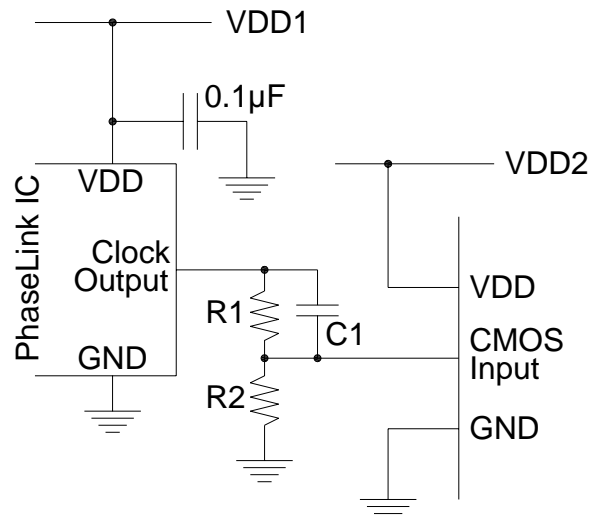 VDD1
0.1µF
VDD
PhaseLink IC
Clock
Output
GND
R1
C1
R2
VDD2
VDD
CMOS
Input
GND